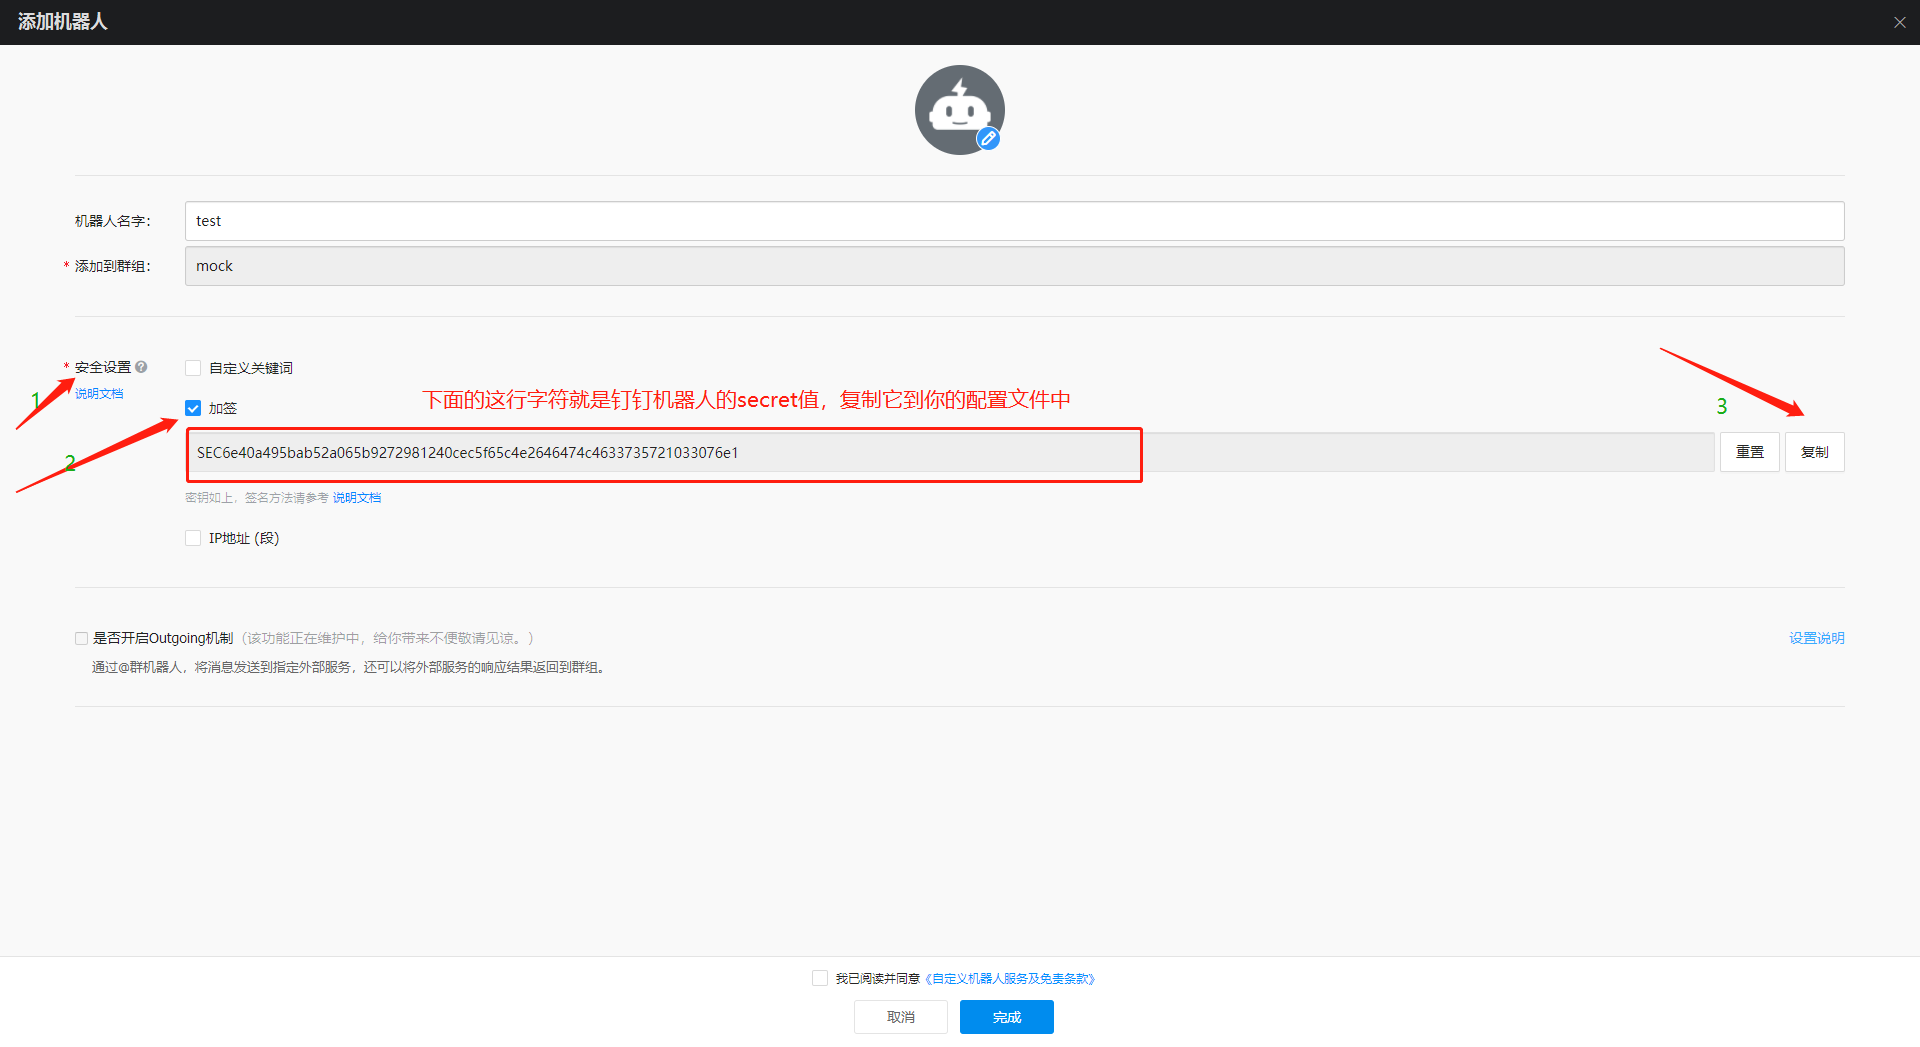 添加机器人
机器人名字：
test
* 添加到群组：
mock
* 安全设置
说明文档
自定义关键词
1
加签
下面的这行字符就是钉钉机器人的secret值，复制它到你的配置文件中
3
2
SEC6e40a495bab52a065b9272981240cec5f65c4e2646474c4633735721033076e1
重置
复制
密钥如上，签名方法请参考 说明文档
IP地址 (段)
是否开启Outgoing机制（该功能正在维护中，给你带来不便敬请见谅。）
设置说明
通过@群机器人，将消息发送到指定外部服务，还可以将外部服务的响应结果返回到群组。
我已阅读并同意《自定义机器人服务及免责条款》
取消
完成